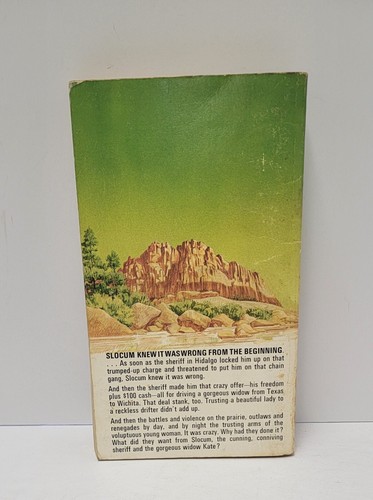 SLOCUM KNEW IT WAS WRONG FROM THE BEGINNING
. . . As soon as the sheriff in Hidalgo locked him up on that
trumped-up charge and threatened to put him on that chain
gang, Slocum knew it was wrong.
And then the sheriff made him that crazy offer—his freedom
plus $100 cash—all for driving a gorgeous widow from Texas
to Wichita. That deal stank, too. Trusting a beautiful lady to
a reckless drifter didn't add up.
And then the battles and violence on the prairie, outlaws and
renegades by day, and by night the trusting arms of the
voluptuous young woman. It was crazy. Why had they done it?
What did they want from Slocum, the cunning, conniving
sheriff and the gorgeous widow Kate?